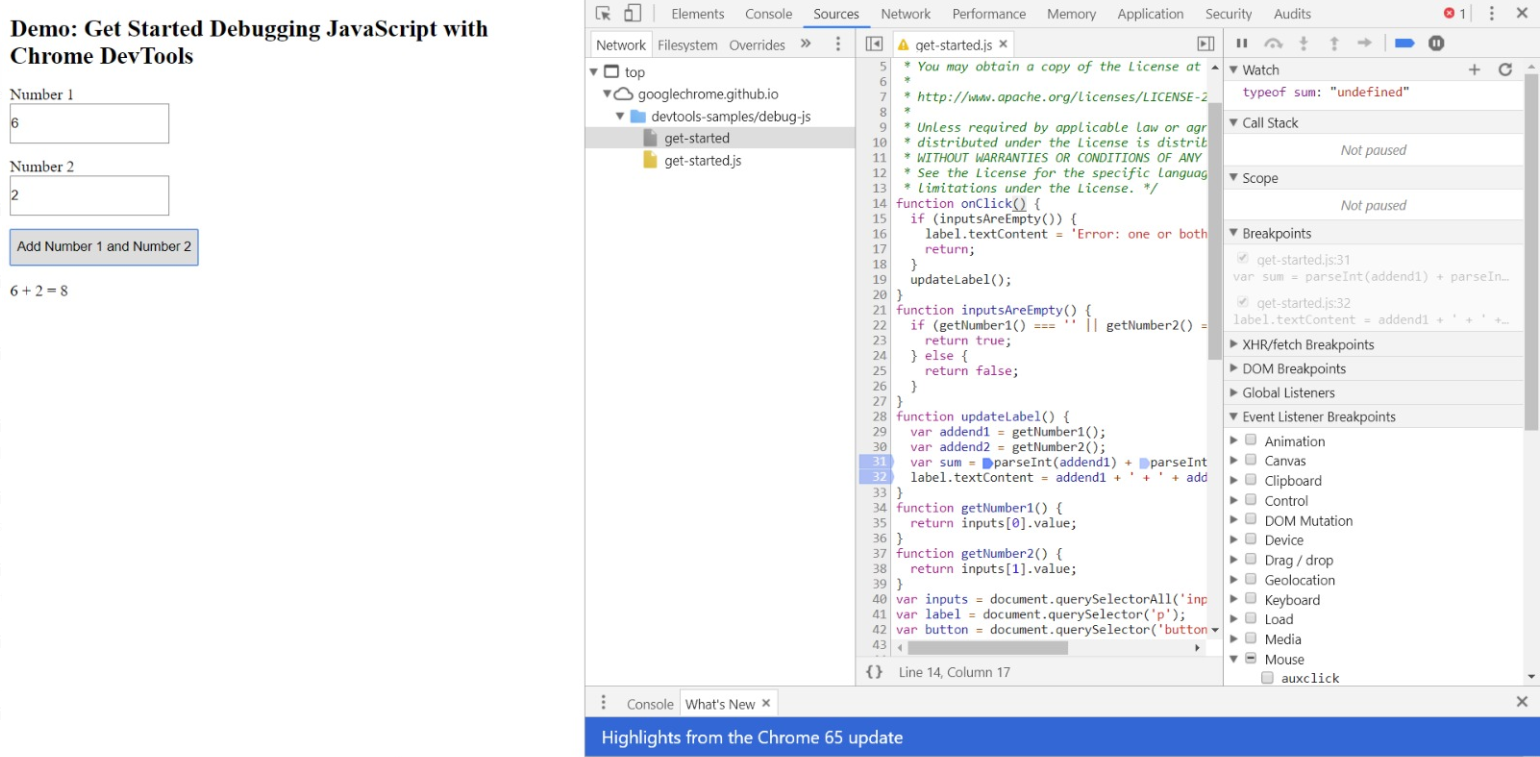 Demo: Get Started Debugging JavaScript with
Chrome DevTools
Number 1
6
Number 2
2
Add Number 1 and Number 2
6 + 2 = 8
Elements Console Sources Network Performance Memory Application Security Audits 1
Network Filesystem Overrides »
top
googlechrome.github.io
devtools-samples/debug-js
get-started
get-started.js
get-started.js
5 * You may obtain a copy of the License at
6 *
7 * http://www.apache.org/licenses/LICENSE-2
8 *
9 * Unless required by applicable law or agr
10 * distributed under the License is distrib
11 * WITHOUT WARRANTIES OR CONDITIONS OF ANY
12 * See the License for the specific languag
13 * limitations under the License. */
14 function onClick() {
15 if (inputsAreEmpty()) {
16 label.textContent = 'Error: one or both
17 return;
18 }
19 updateLabel();
20 }
21 function inputsAreEmpty() {
22 if (getNumber1() === '' || getNumber2() =
23 return true;
24 } else {
25 return false;
26 }
27 }
28 function updateLabel() {
29 var addend1 = getNumber1();
30 var addend2 = getNumber2();
31 var sum = parseInt(addend1) + parseInt
32 label.textContent = addend1 + ' + ' + add
33 }
34 function getNumber1() {
35 return inputs[0].value;
36 }
37 function getNumber2() {
38 return inputs[1].value;
39 }
40 var inputs = document.querySelectorAll('inp
41 var label = document.querySelector('p');
42 var button = document.querySelector('button
43
{} Line 14, Column 17
Watch
typeof sum: "undefined"
Call Stack
Not paused
Scope
Not paused
Breakpoints
get-started.js:31
var sum = parseInt(addend1) + parseIn…
get-started.js:32
label.textContent = addend1 + ' + ' +…
XHR/fetch Breakpoints
DOM Breakpoints
Global Listeners
Event Listener Breakpoints
Animation
Canvas
Clipboard
Control
DOM Mutation
Device
Drag / drop
Geolocation
Keyboard
Load
Media
Mouse
auxclick
Console What's New
Highlights from the Chrome 65 update